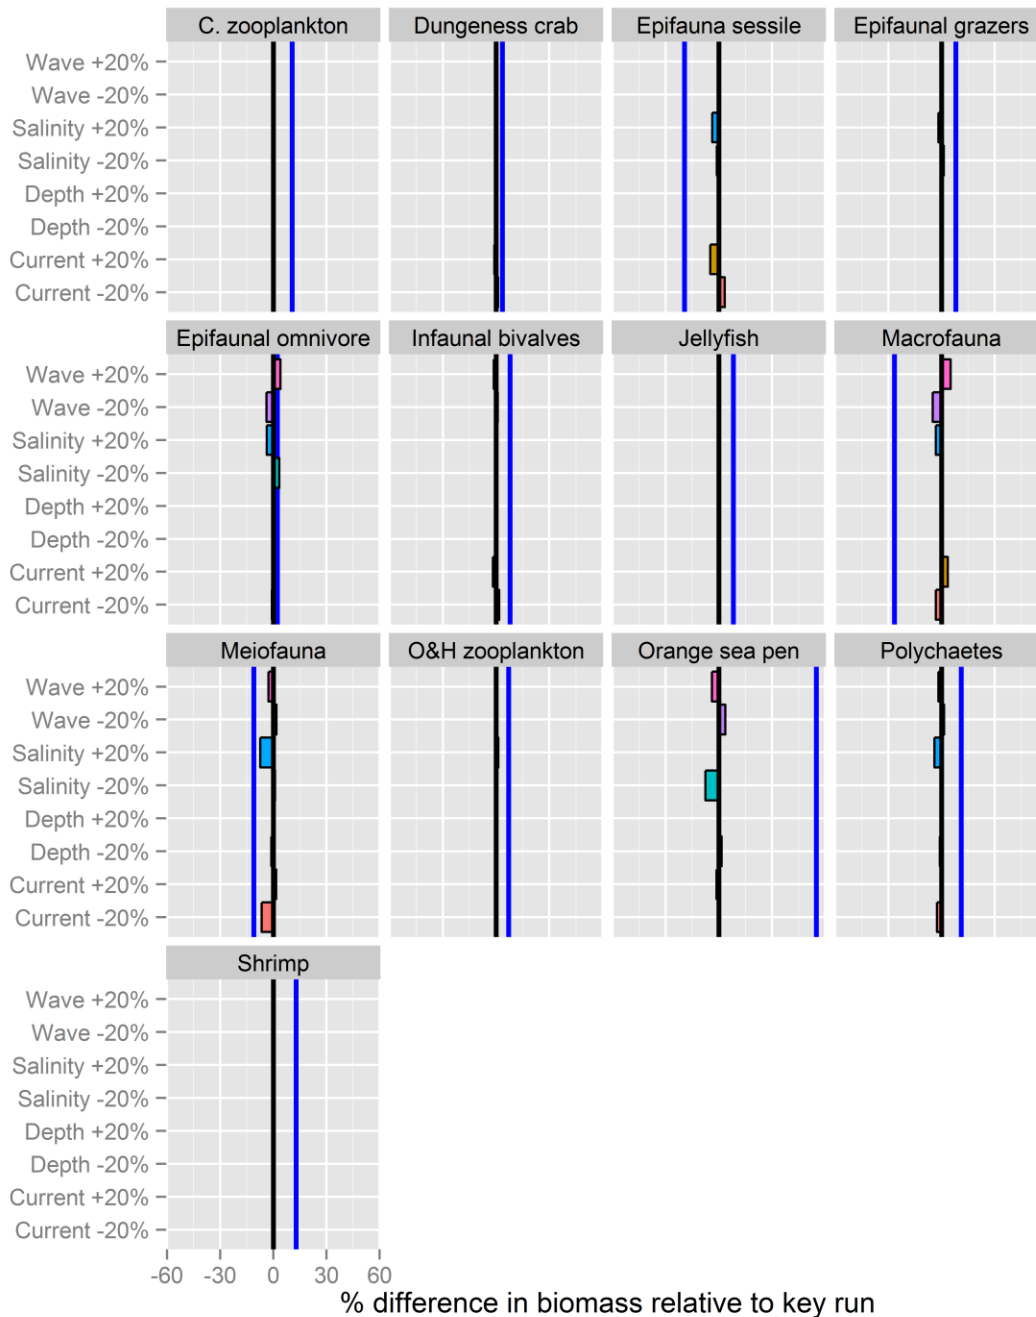 C. zooplankton Dungeness crab Epifauna sessile Epifaunal grazers
Wave +20%
Wave -20%
Salinity +20%
Salinity -20%
Depth +20%
Depth -20%
Current +20%
Current -20%
Epifaunal omnivore Infaunal bivalves Jellyfish Macrofauna
Wave +20%
Wave -20%
Salinity +20%
Salinity -20%
Depth +20%
Depth -20%
Current +20%
Current -20%
Meiofauna O&H zooplankton Orange sea pen Polychaetes
Wave +20%
Wave -20%
Salinity +20%
Salinity -20%
Depth +20%
Depth -20%
Current +20%
Current -20%
Shrimp
Wave +20%
Wave -20%
Salinity +20%
Salinity -20%
Depth +20%
Depth -20%
Current +20%
Current -20%
-60 -30 0 30 60
% difference in biomass relative to key run